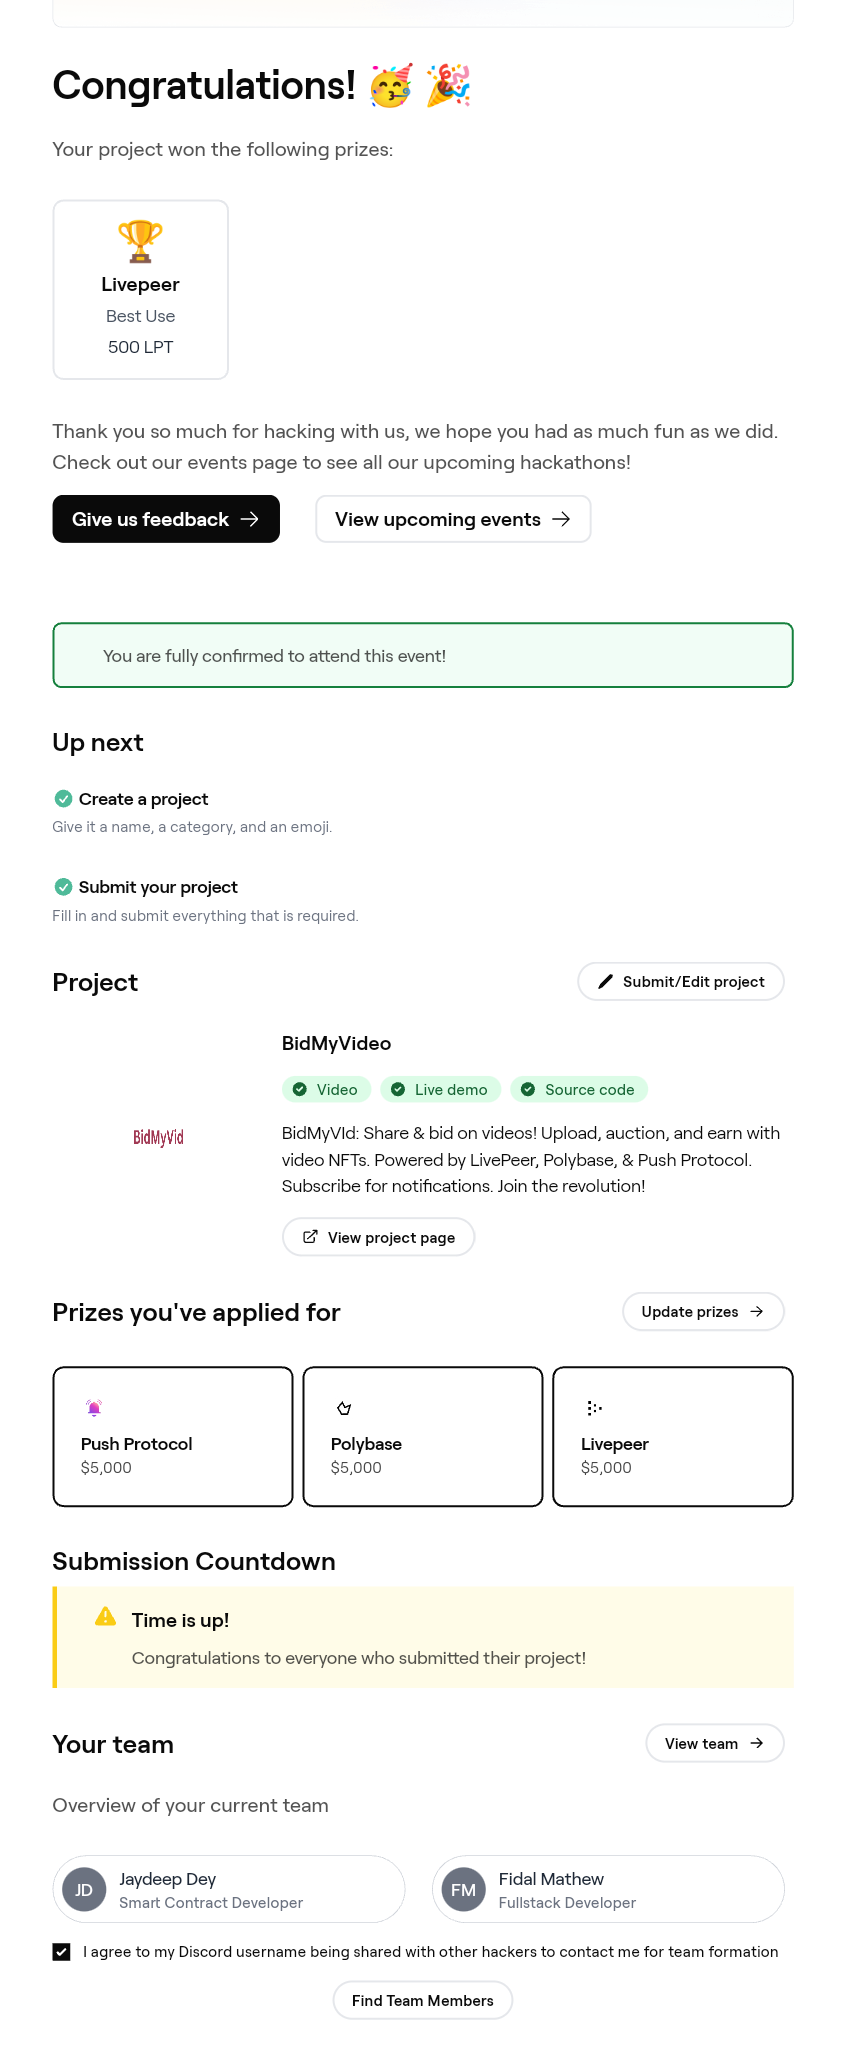 Congratulations! 🥳 🎉
Your project won the following prizes:
🏆
Livepeer
Best Use
500 LPT
Thank you so much for hacking with us, we hope you had as much fun as we did.
Check out our events page to see all our upcoming hackathons!
Give us feedback →
View upcoming events →
You are fully confirmed to attend this event!
Up next
Create a project
Give it a name, a category, and an emoji.
Submit your project
Fill in and submit everything that is required.
Project
Submit/Edit project
BidMyVid
BidMyVideo
Video
Live demo
Source code
BidMyVId: Share & bid on videos! Upload, auction, and earn with
video NFTs. Powered by LivePeer, Polybase, & Push Protocol.
Subscribe for notifications. Join the revolution!
View project page
Prizes you've applied for
Update prizes →
Push Protocol
$5,000
Polybase
$5,000
Livepeer
$5,000
Submission Countdown
Time is up!
Congratulations to everyone who submitted their project!
Your team
View team →
Overview of your current team
JD
Jaydeep Dey
Smart Contract Developer
FM
Fidal Mathew
Fullstack Developer
I agree to my Discord username being shared with other hackers to contact me for team formation
Find Team Members